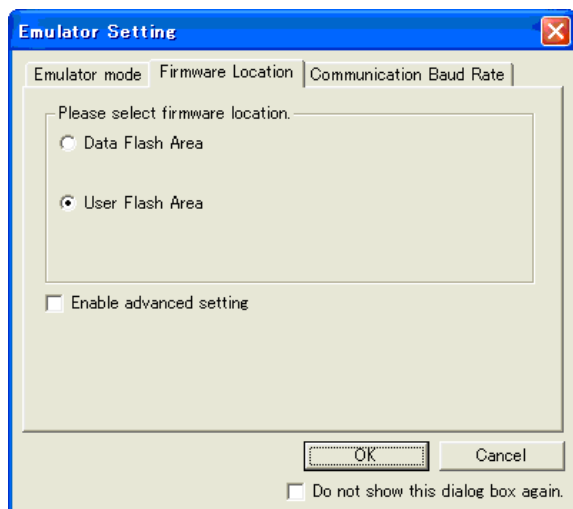 Emulator Setting
Emulator mode Firmware Location Communication Baud Rate
Please select firmware location.
Data Flash Area
User Flash Area
Enable advanced setting
OK Cancel
Do not show this dialog box again.